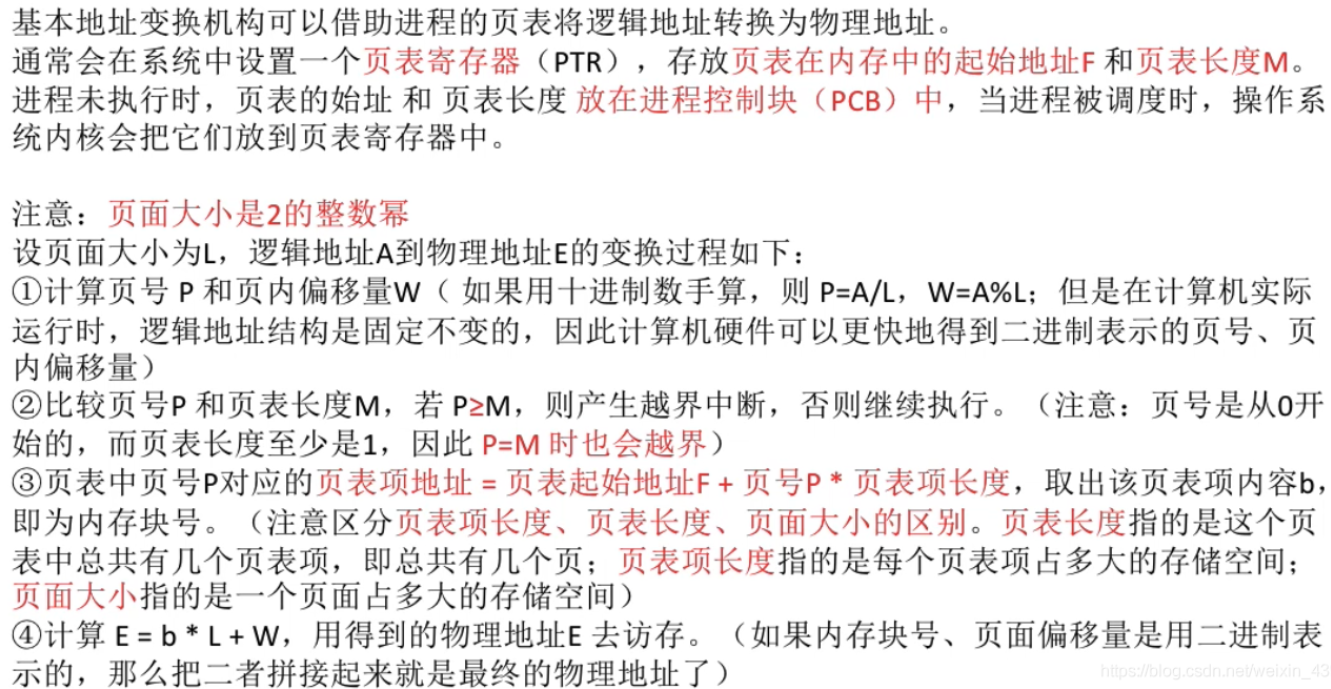 基本地址变换机构可以借助进程的页表将逻辑地址转换为物理地址。
通常会在系统中设置一个页表寄存器（PTR），存放页表在内存中的起始地址F 和页表长度M。
进程未执行时，页表的始址 和 页表长度 放在进程控制块（PCB）中，当进程被调度时，操作系
统内核会把它们放到页表寄存器中。
注意：页面大小是2的整数幂
设页面大小为L，逻辑地址A到物理地址E的变换过程如下：
①计算页号 P 和页内偏移量W（ 如果用十进制数手算，则 P=A/L，W=A%L；但是在计算机实际
运行时，逻辑地址结构是固定不变的，因此计算机硬件可以更快地得到二进制表示的页号、页
内偏移量）
②比较页号P 和页表长度M，若 P≥M，则产生越界中断，否则继续执行。（注意：页号是从0开
始的，而页表长度至少是1，因此 P=M 时也会越界）
③页表中页号P对应的页表项地址 = 页表起始地址F + 页号P * 页表项长度，取出该页表项内容b，
即为内存块号。（注意区分页表项长度、页表长度、页面大小的区别。页表长度指的是这个页
表中总共有几个页表项，即总共有几个页；页表项长度指的是每个页表项占多大的存储空间；
页面大小指的是一个页面占多大的存储空间）
④计算 E = b * L + W，用得到的物理地址E 去访存。（如果内存块号、页面偏移量是用二进制表
示的，那么把二者拼接起来就是最终的物理地址了）
https://blog.csdn.net/weixin_43